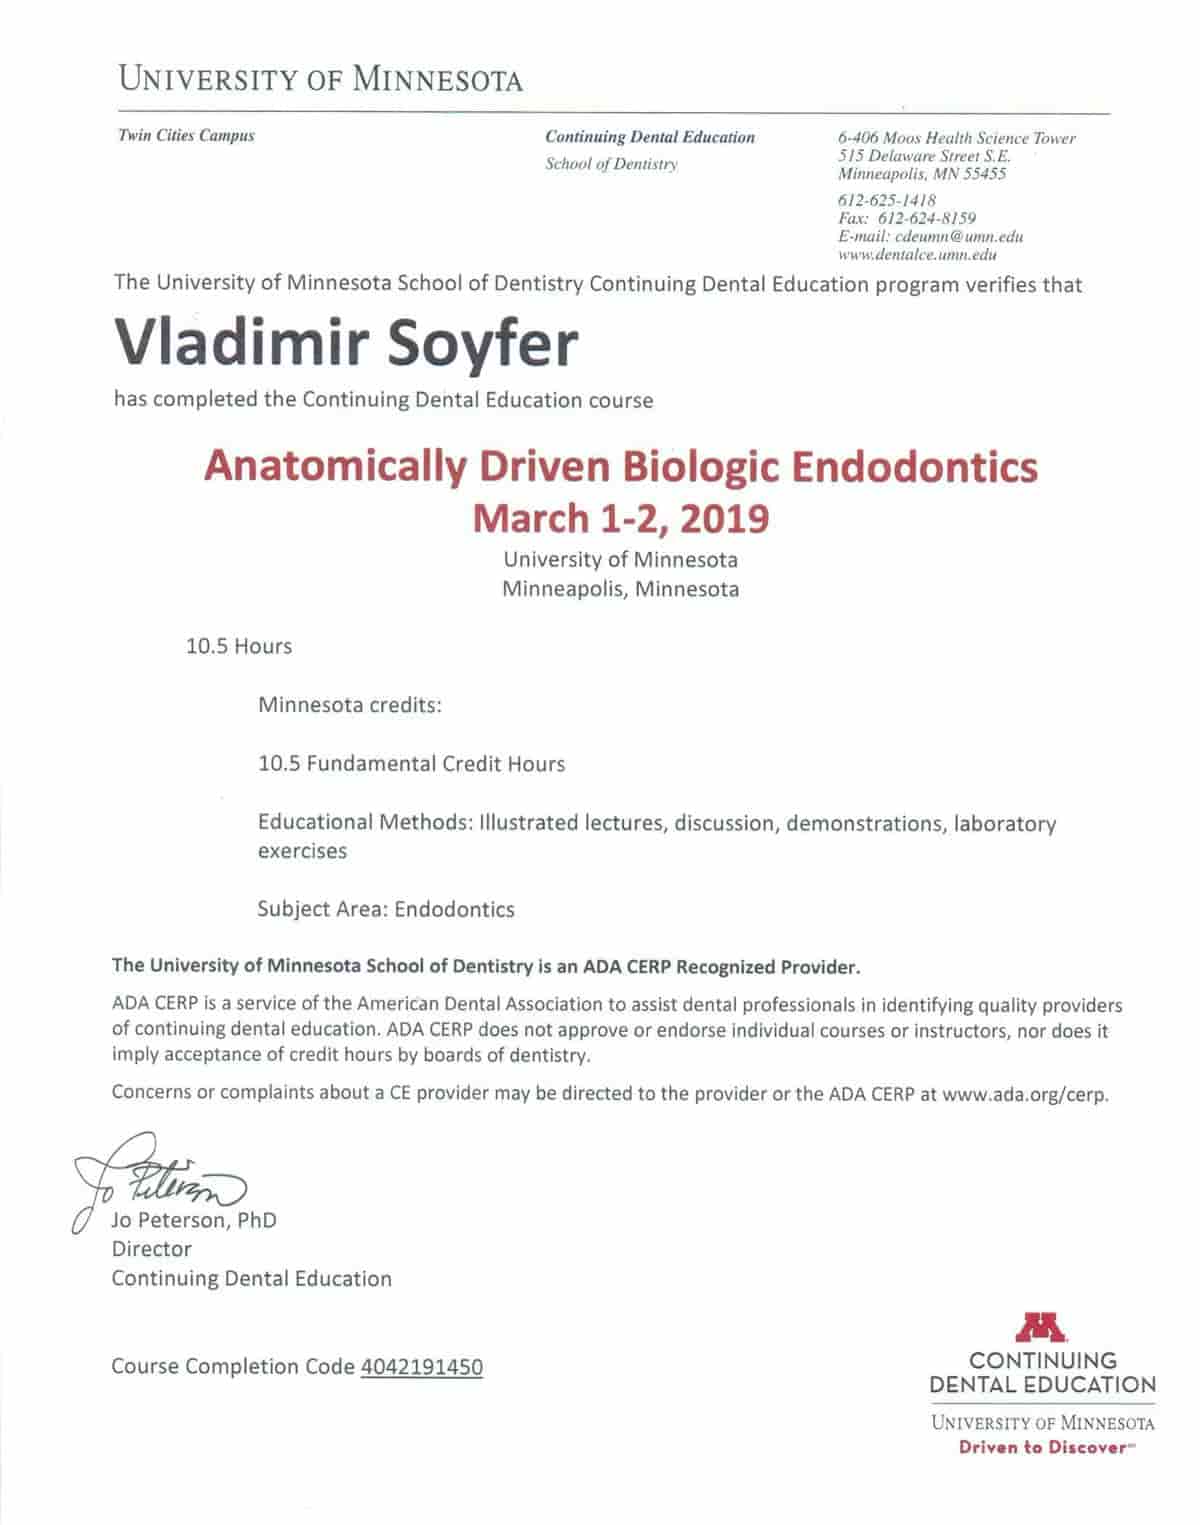 UNIVERSITY OF MINNESOTA
Twin Cities Campus
Continuing Dental Education
School of Dentistry
6-406 Moos Health Science Tower
515 Delaware Street S.E.
Minneapolis, MN 55455
612-625-1418
Fax: 612-624-8159
E-mail: cdeumn@umn.edu
www.dentalce.umn.edu
The University of Minnesota School of Dentistry Continuing Dental Education program verifies that
Vladimir Soyfer
has completed the Continuing Dental Education course
Anatomically Driven Biologic Endodontics
March 1-2, 2019
University of Minnesota
Minneapolis, Minnesota
10.5 Hours
Minnesota credits:
10.5 Fundamental Credit Hours
Educational Methods: Illustrated lectures, discussion, demonstrations, laboratory
exercises
Subject Area: Endodontics
The University of Minnesota School of Dentistry is an ADA CERP Recognized Provider.
ADA CERP is a service of the American Dental Association to assist dental professionals in identifying quality providers
of continuing dental education. ADA CERP does not approve or endorse individual courses or instructors, nor does it
imply acceptance of credit hours by boards of dentistry.
Concerns or complaints about a CE provider may be directed to the provider or the ADA CERP at www.ada.org/cerp.
Jo Peterson
Jo Peterson, PhD
Director
Continuing Dental Education
Course Completion Code 4042191450
M
CONTINUING
DENTAL EDUCATION
UNIVERSITY OF MINNESOTA
Driven to Discover℠